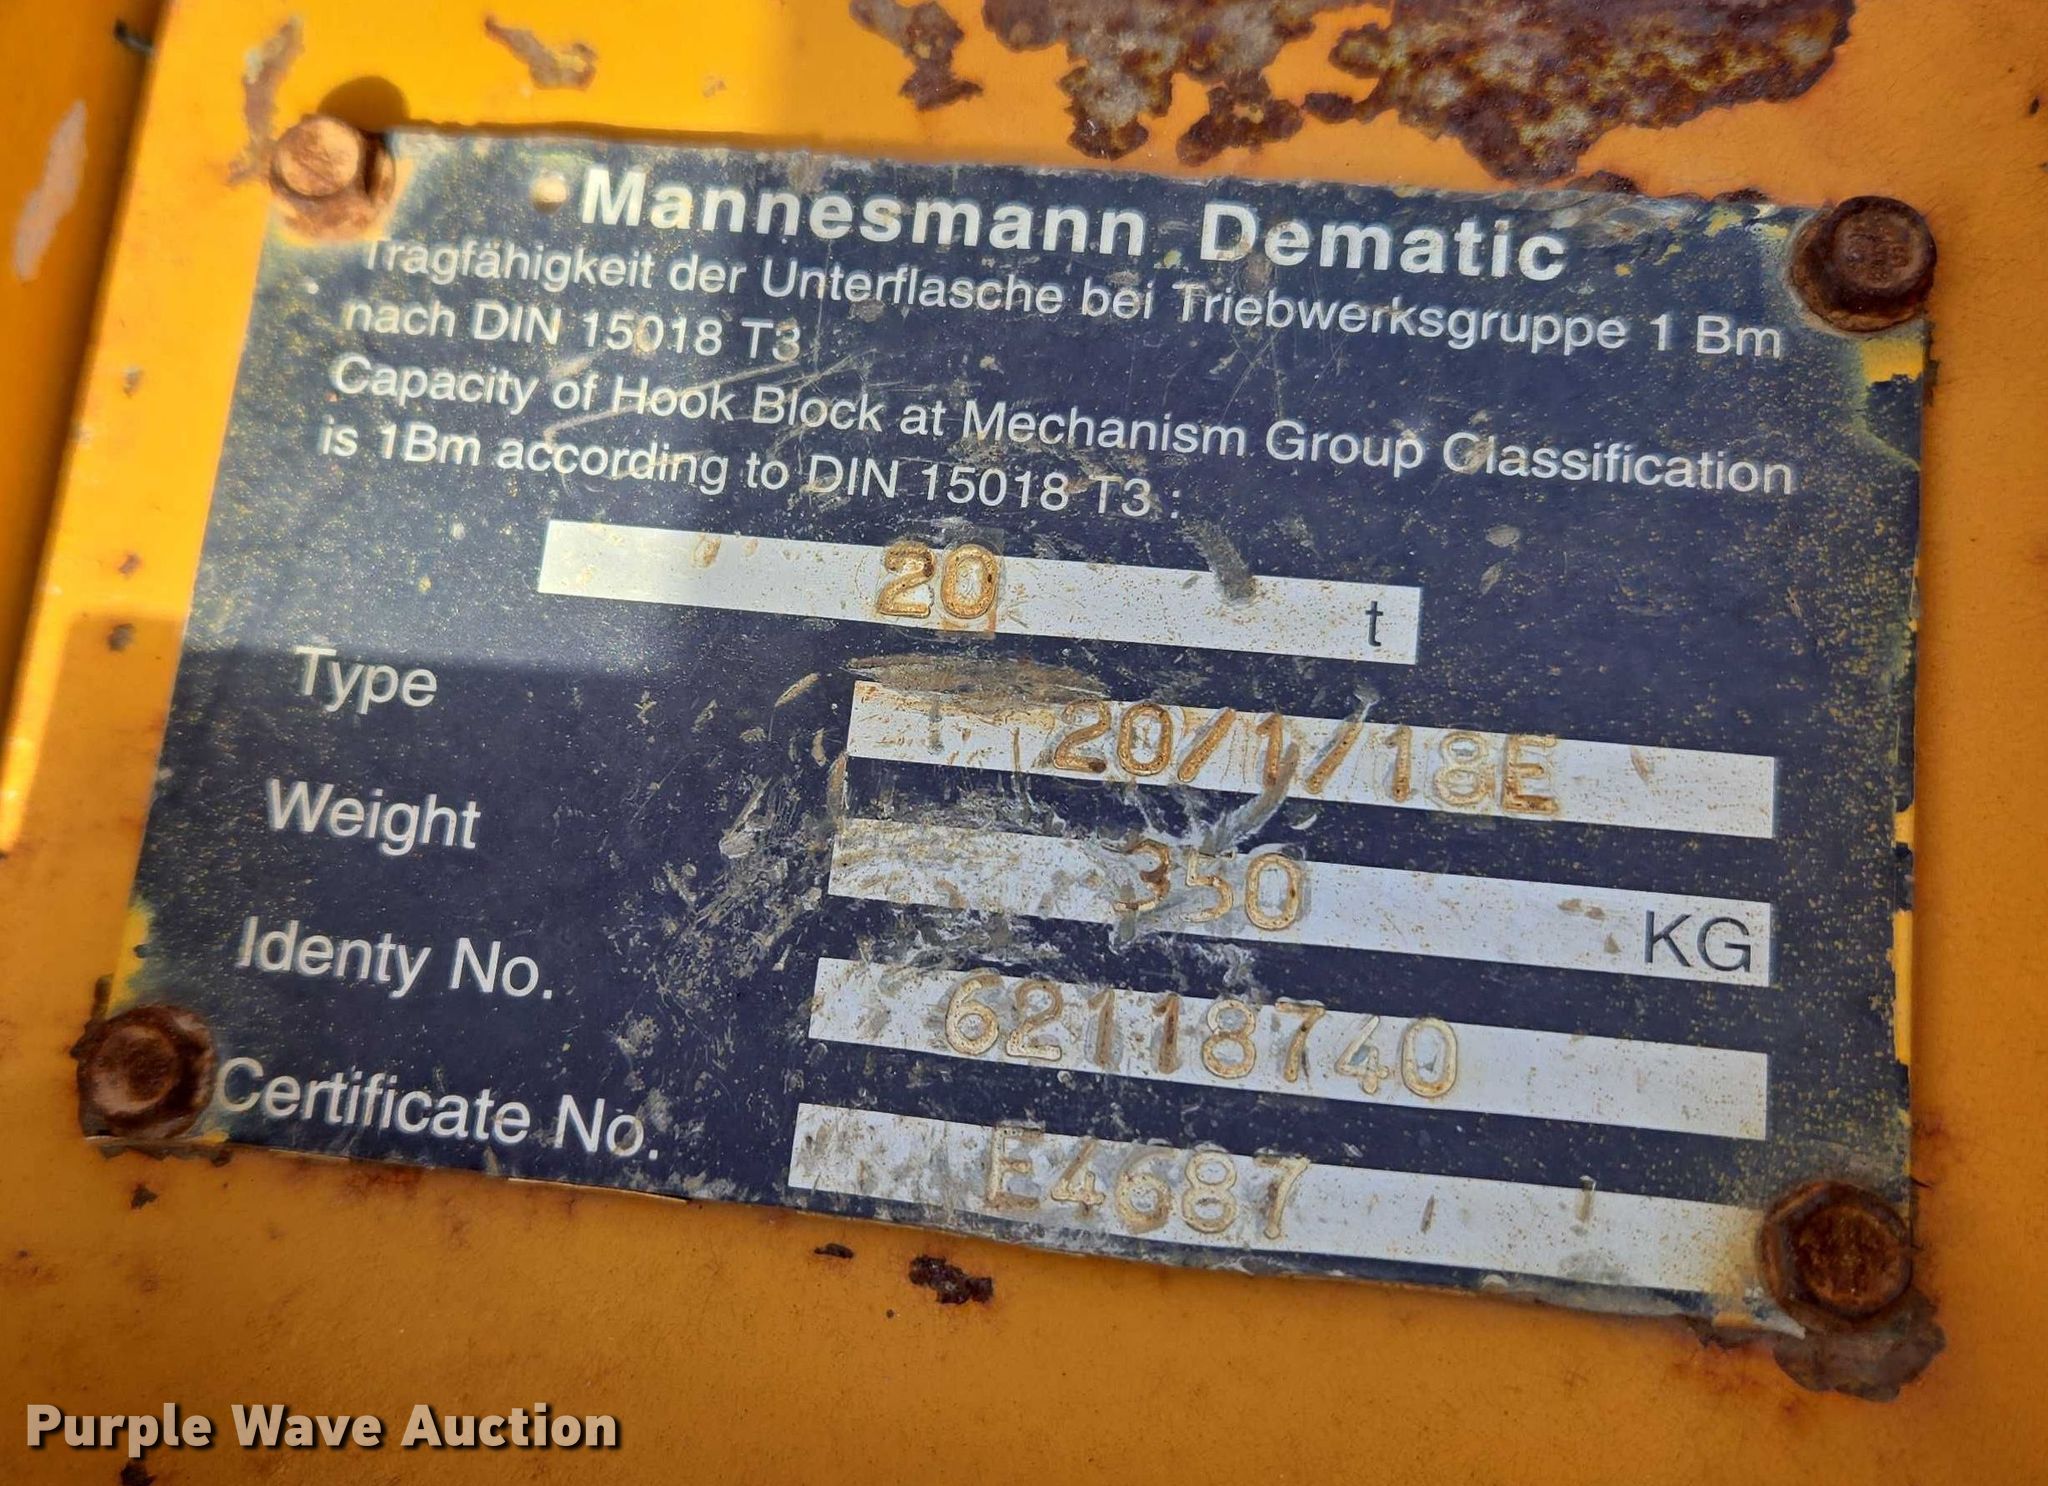 Mannesmann Dematic
Tragfähigkeit der Unterflasche bei Triebwerksgruppe 1 Bm
nach DIN 15018 T3
Capacity of Hook Block at Mechanism Group Classification
is 1Bm according to DIN 15018 T3 :
20 t
Type 20/1/18E
Weight 350 KG
Identy No. 62118740
Certificate No. E4687
Purple Wave Auction